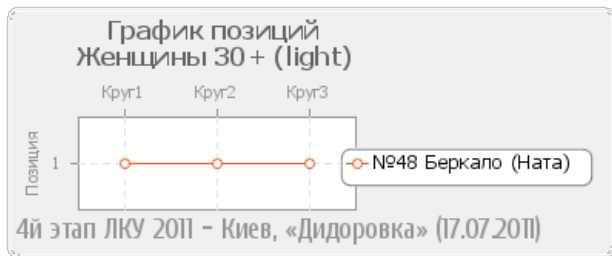 График позиций
Женщины 30+ (light)
Круг1 Круг2 Круг3
Позиция
1
№48 Беркало (Ната)
4й этап ЛКУ 2011 - Киев, «Дидоровка» (17.07.2011)